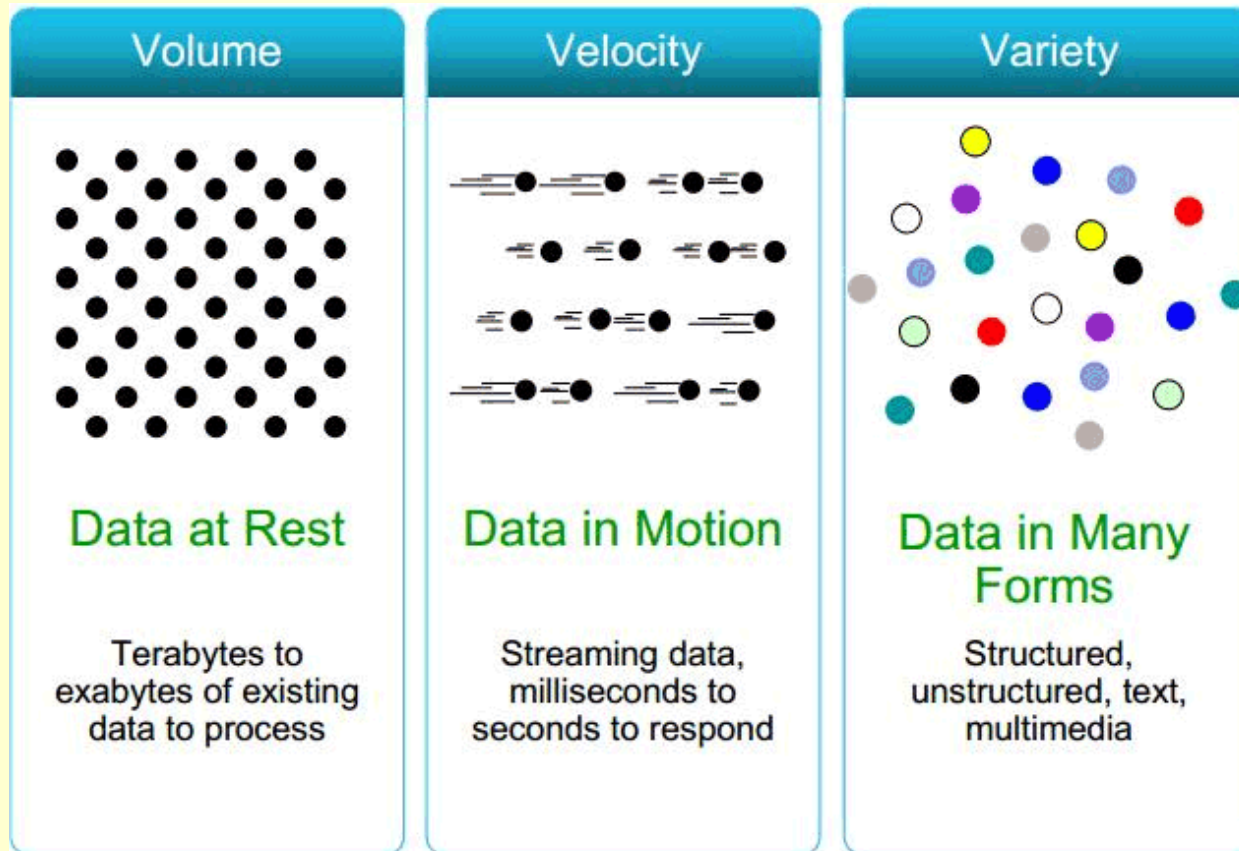 Volume
Data at Rest
Terabytes to
exabytes of existing
data to process
Velocity
Data in Motion
Streaming data,
milliseconds to
seconds to respond
Variety
Data in Many
Forms
Structured,
unstructured, text,
multimedia